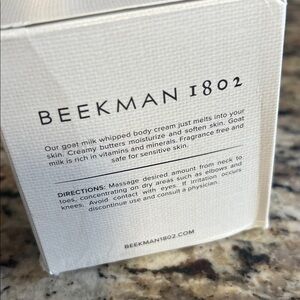 BEEKMAN 1802
Our goat milk whipped body cream just melts into your
skin. Creamy butters moisturize and soften skin. Goat
milk is rich in vitamins and minerals. Fragrance free and
safe for sensitive skin.
DIRECTIONS: Massage desired amount from neck to
toes, concentrating on dry areas such as elbows and
knees. Avoid contact with eyes. If irritation occurs
discontinue use and consult a physician.
BEEKMAN1802.COM